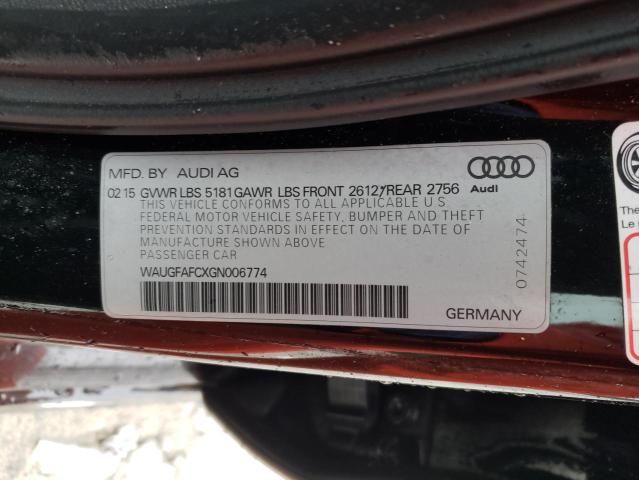 MFD. BY AUDI AG
02 15 GVWR LBS 5181 GAWR LBS FRONT 2612 REAR 2756
Audi
THIS VEHICLE CONFORMS TO ALL APPLICABLE U S
FEDERAL MOTOR VEHICLE SAFETY, BUMPER AND THEFT
PREVENTION STANDARDS IN EFFECT ON THE DATE OF
MANUFACTURE SHOWN ABOVE
PASSENGER CAR
WAUGFAFCXGN006774
0742474
GERMANY
The
Le